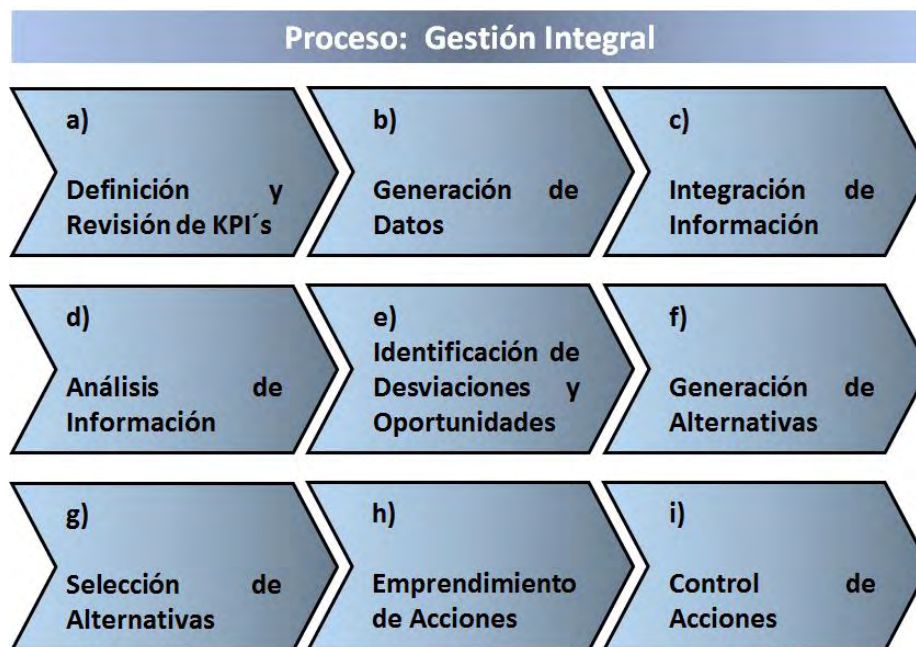 Proceso: Gestión Integral
a)
Definición y
Revisión de KPI´s
b)
Generación de
Datos
c)
Integración de
Información
d)
Análisis de
Información
e)
Identificación de
Desviaciones y
Oportunidades
f)
Generación de
Alternativas
g)
Selección de
Alternativas
h)
Emprendimiento
de Acciones
i)
Control de
Acciones